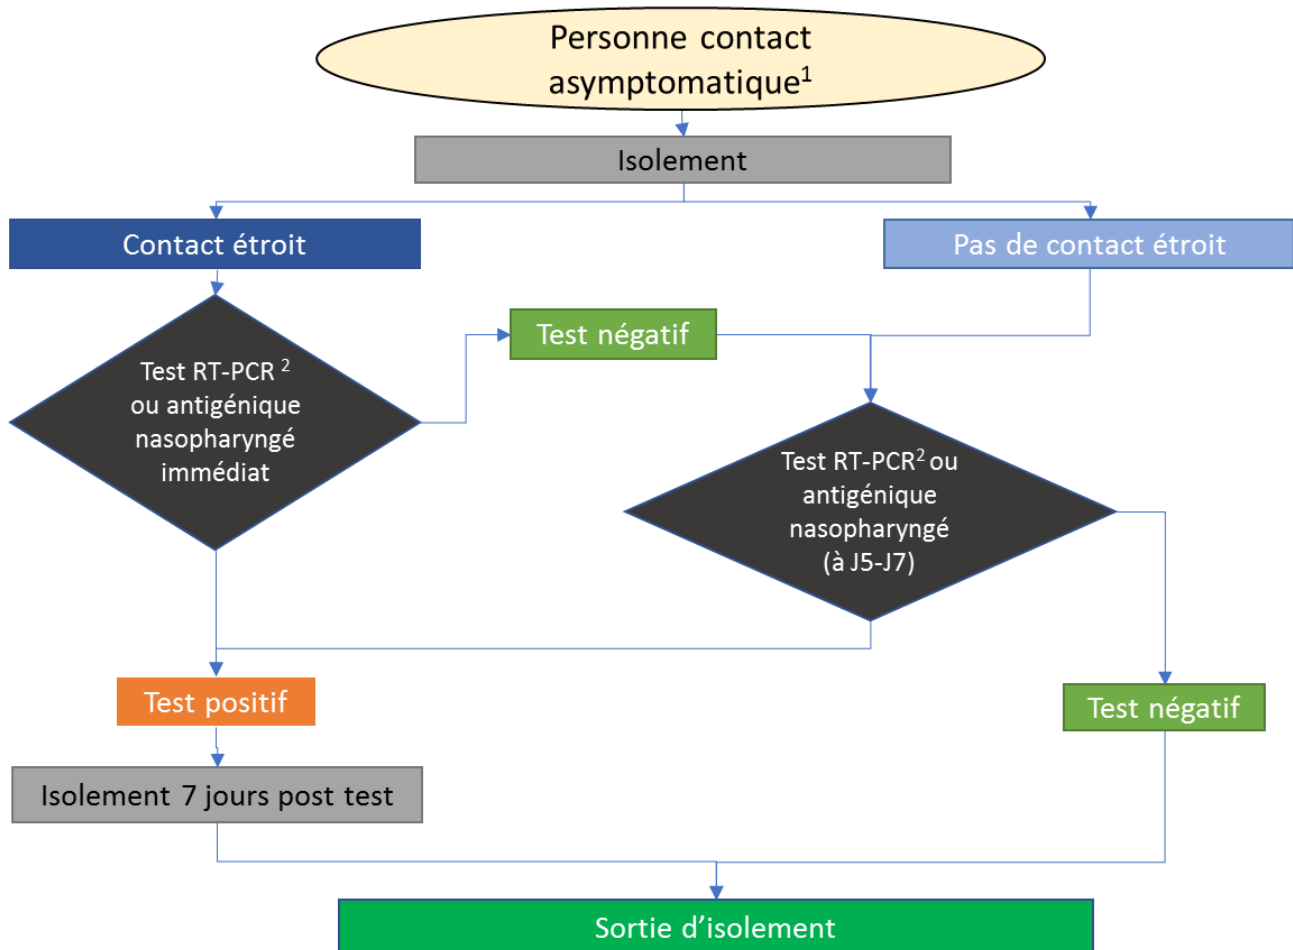 Personne contact
asymptomatique¹
Isolement
Contact étroit
Pas de contact étroit
Test négatif
Test RT-PCR ²
ou antigénique
nasopharyngé
immédiat
Test RT-PCR² ou
antigénique
nasopharyngé
(à J5-J7)
Test positif
Test négatif
Isolement 7 jours post test
Sortie d'isolement